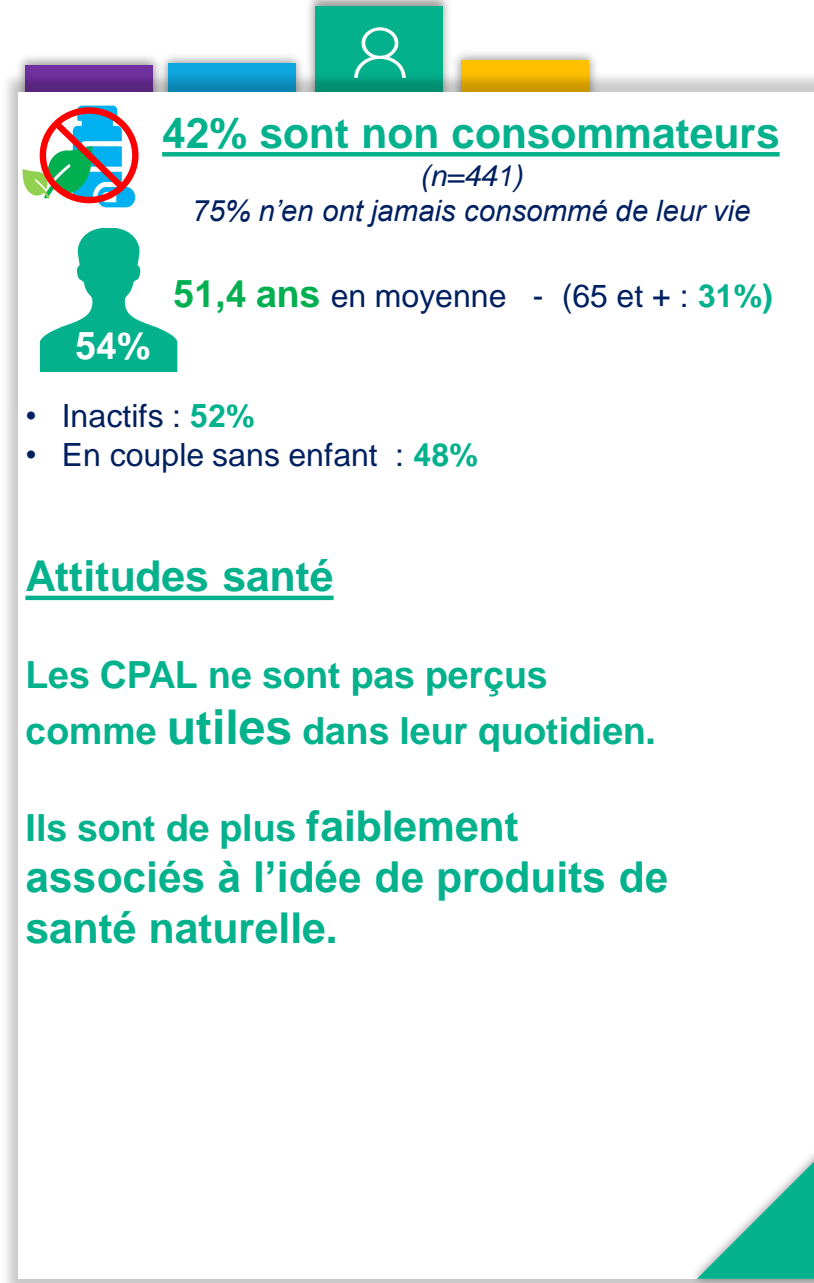 42% sont non consommateurs
(n=441)
75% n’en ont jamais consommé de leur vie
51,4 ans en moyenne - (65 et + : 31%)
54%
• Inactifs : 52%
• En couple sans enfant : 48%
Attitudes santé
Les CPAL ne sont pas perçus
comme utiles dans leur quotidien.
Ils sont de plus faiblement
associés à l’idée de produits de
santé naturelle.